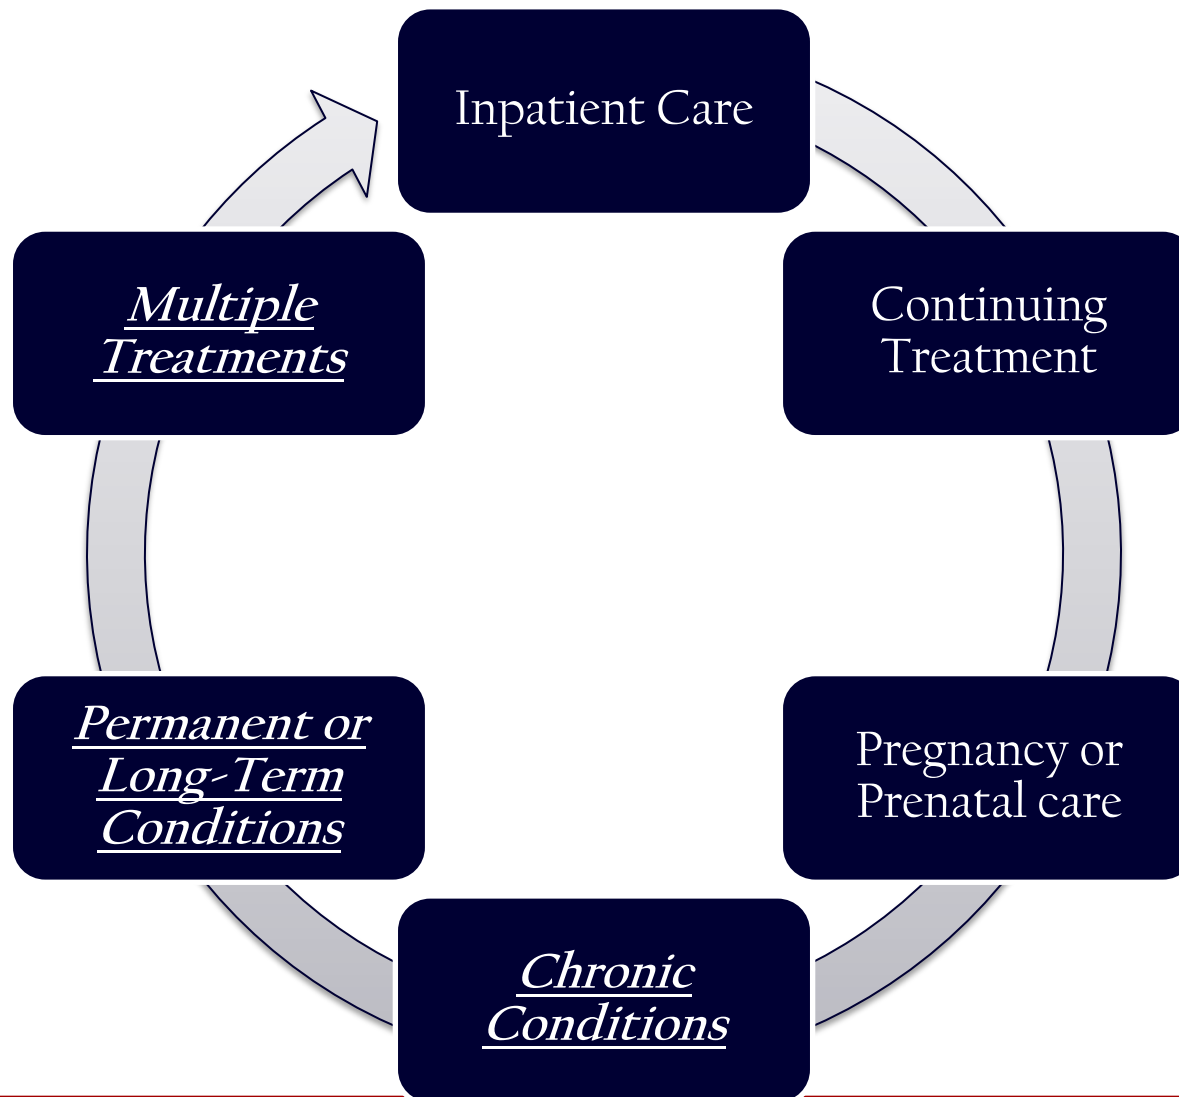 Inpatient Care
Continuing
Treatment
Pregnancy or
Prenatal care
Chronic
Conditions
Permanent or
Long-Term
Conditions
Multiple
Treatments